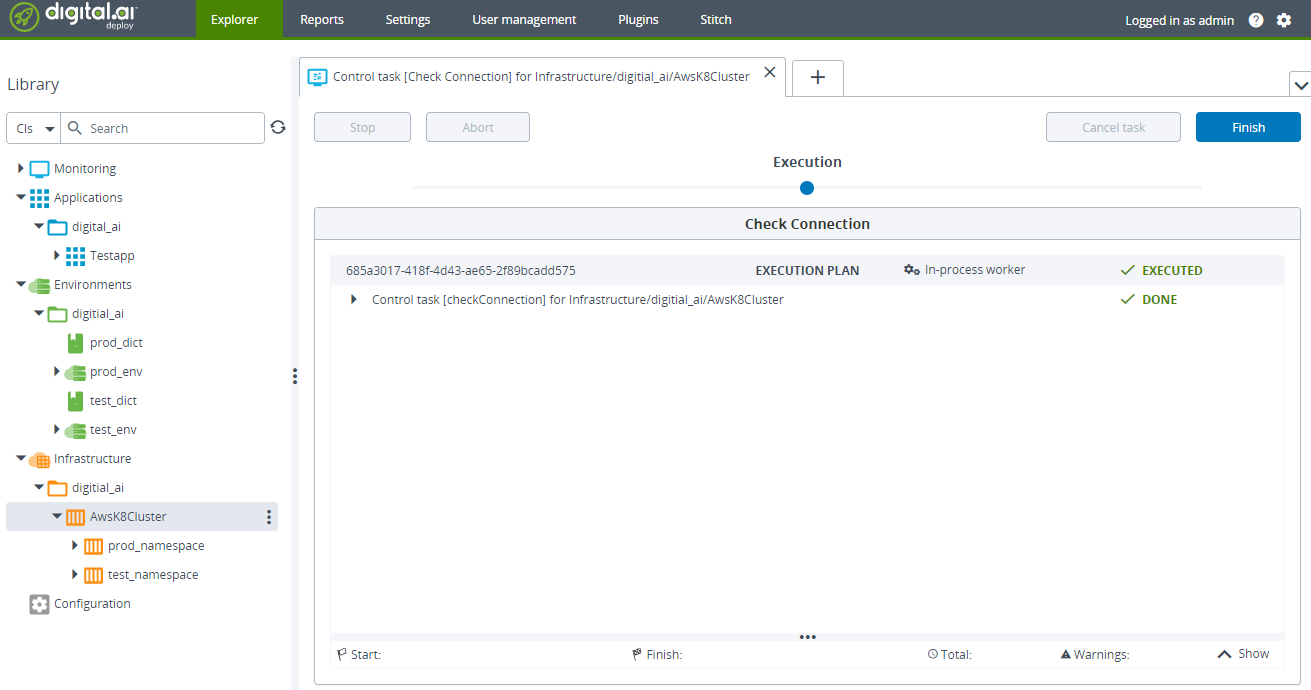 digital.ai
deploy
Explorer
Reports
Settings
User management
Plugins
Stitch
Logged in as admin
?
Library
CIs
Search
Monitoring
Applications
digital_ai
Testapp
Environments
digitial_ai
prod_dict
prod_env
test_dict
test_env
Infrastructure
digitial_ai
AwsK8Cluster
prod_namespace
test_namespace
Configuration
Control task [Check Connection] for Infrastructure/digitial_ai/AwsK8Cluster
Stop
Abort
Cancel task
Finish
Execution
Check Connection
685a3017-418f-4d43-ae65-2f89bcadd575 EXECUTION PLAN In-process worker EXECUTED
Control task [checkConnection] for Infrastructure/digitial_ai/AwsK8Cluster DONE
Start: Finish: Total: Warnings: Show